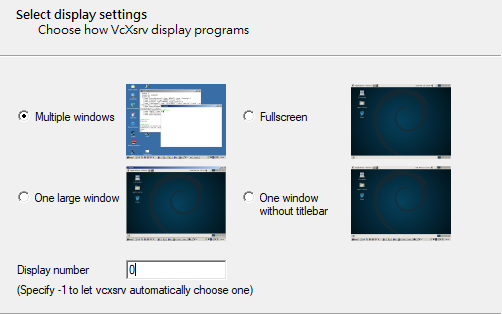 Select display settings
Choose how VcXsrv display programs
Multiple windows
Fullscreen
One large window
One window
without titlebar
Display number
0
(Specify -1 to let vcxsrv automatically choose one)